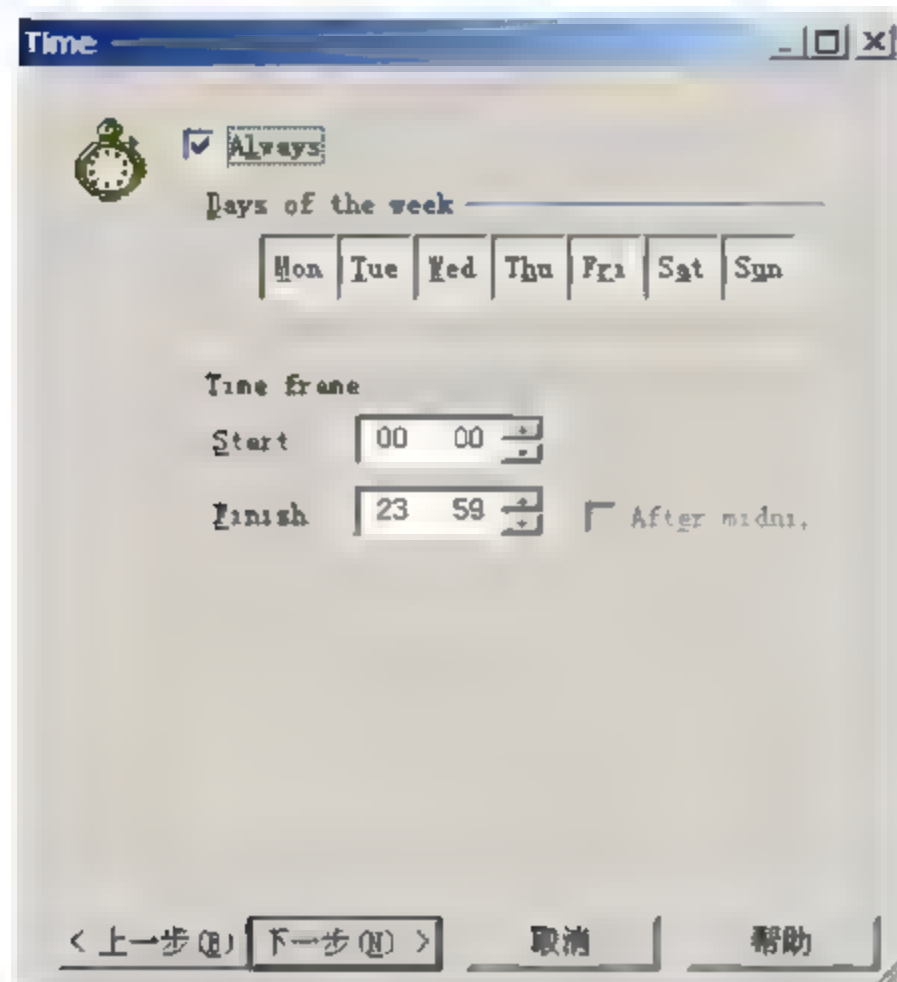 Time
Always
Days of the week
Mon Tue Wed Thu Fri Sat Sun
Time frame
Start 00 00
Finish 23 59 After midni.
< 上一步(B) 下一步(N) > 取消 帮助